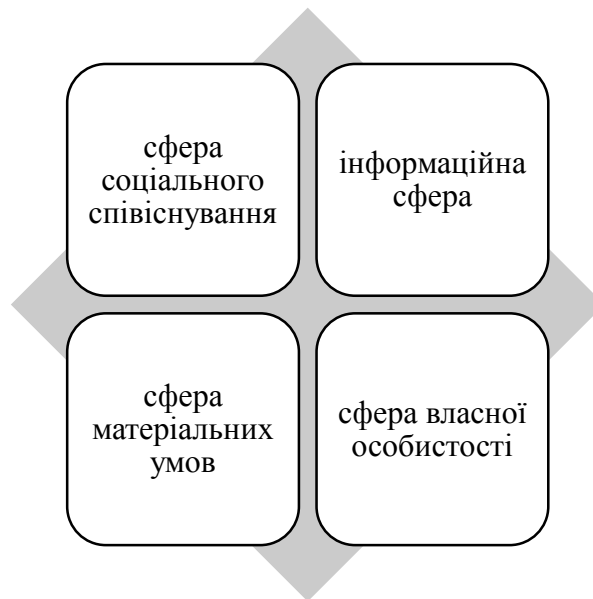 сфера
соціального
співіснування
інформаційна
сфера
сфера
матеріальних
умов
сфера власної
особистості